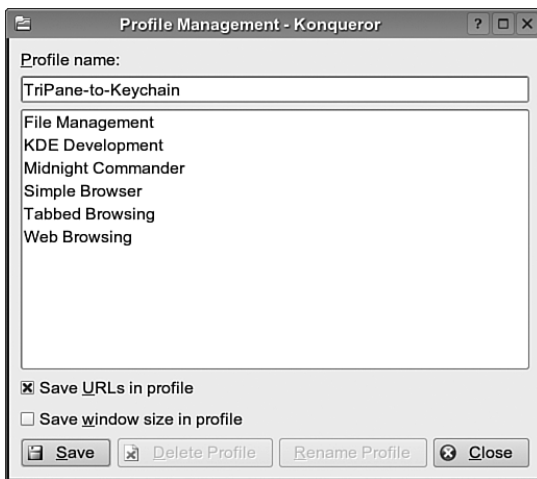 Profile Management - Konqueror ?
Profile name:
TriPane-to-Keychain
File Management
KDE Development
Midnight Commander
Simple Browser
Tabbed Browsing
Web Browsing
Save URLs in profile
Save window size in profile
Save Delete Profile Rename Profile Close